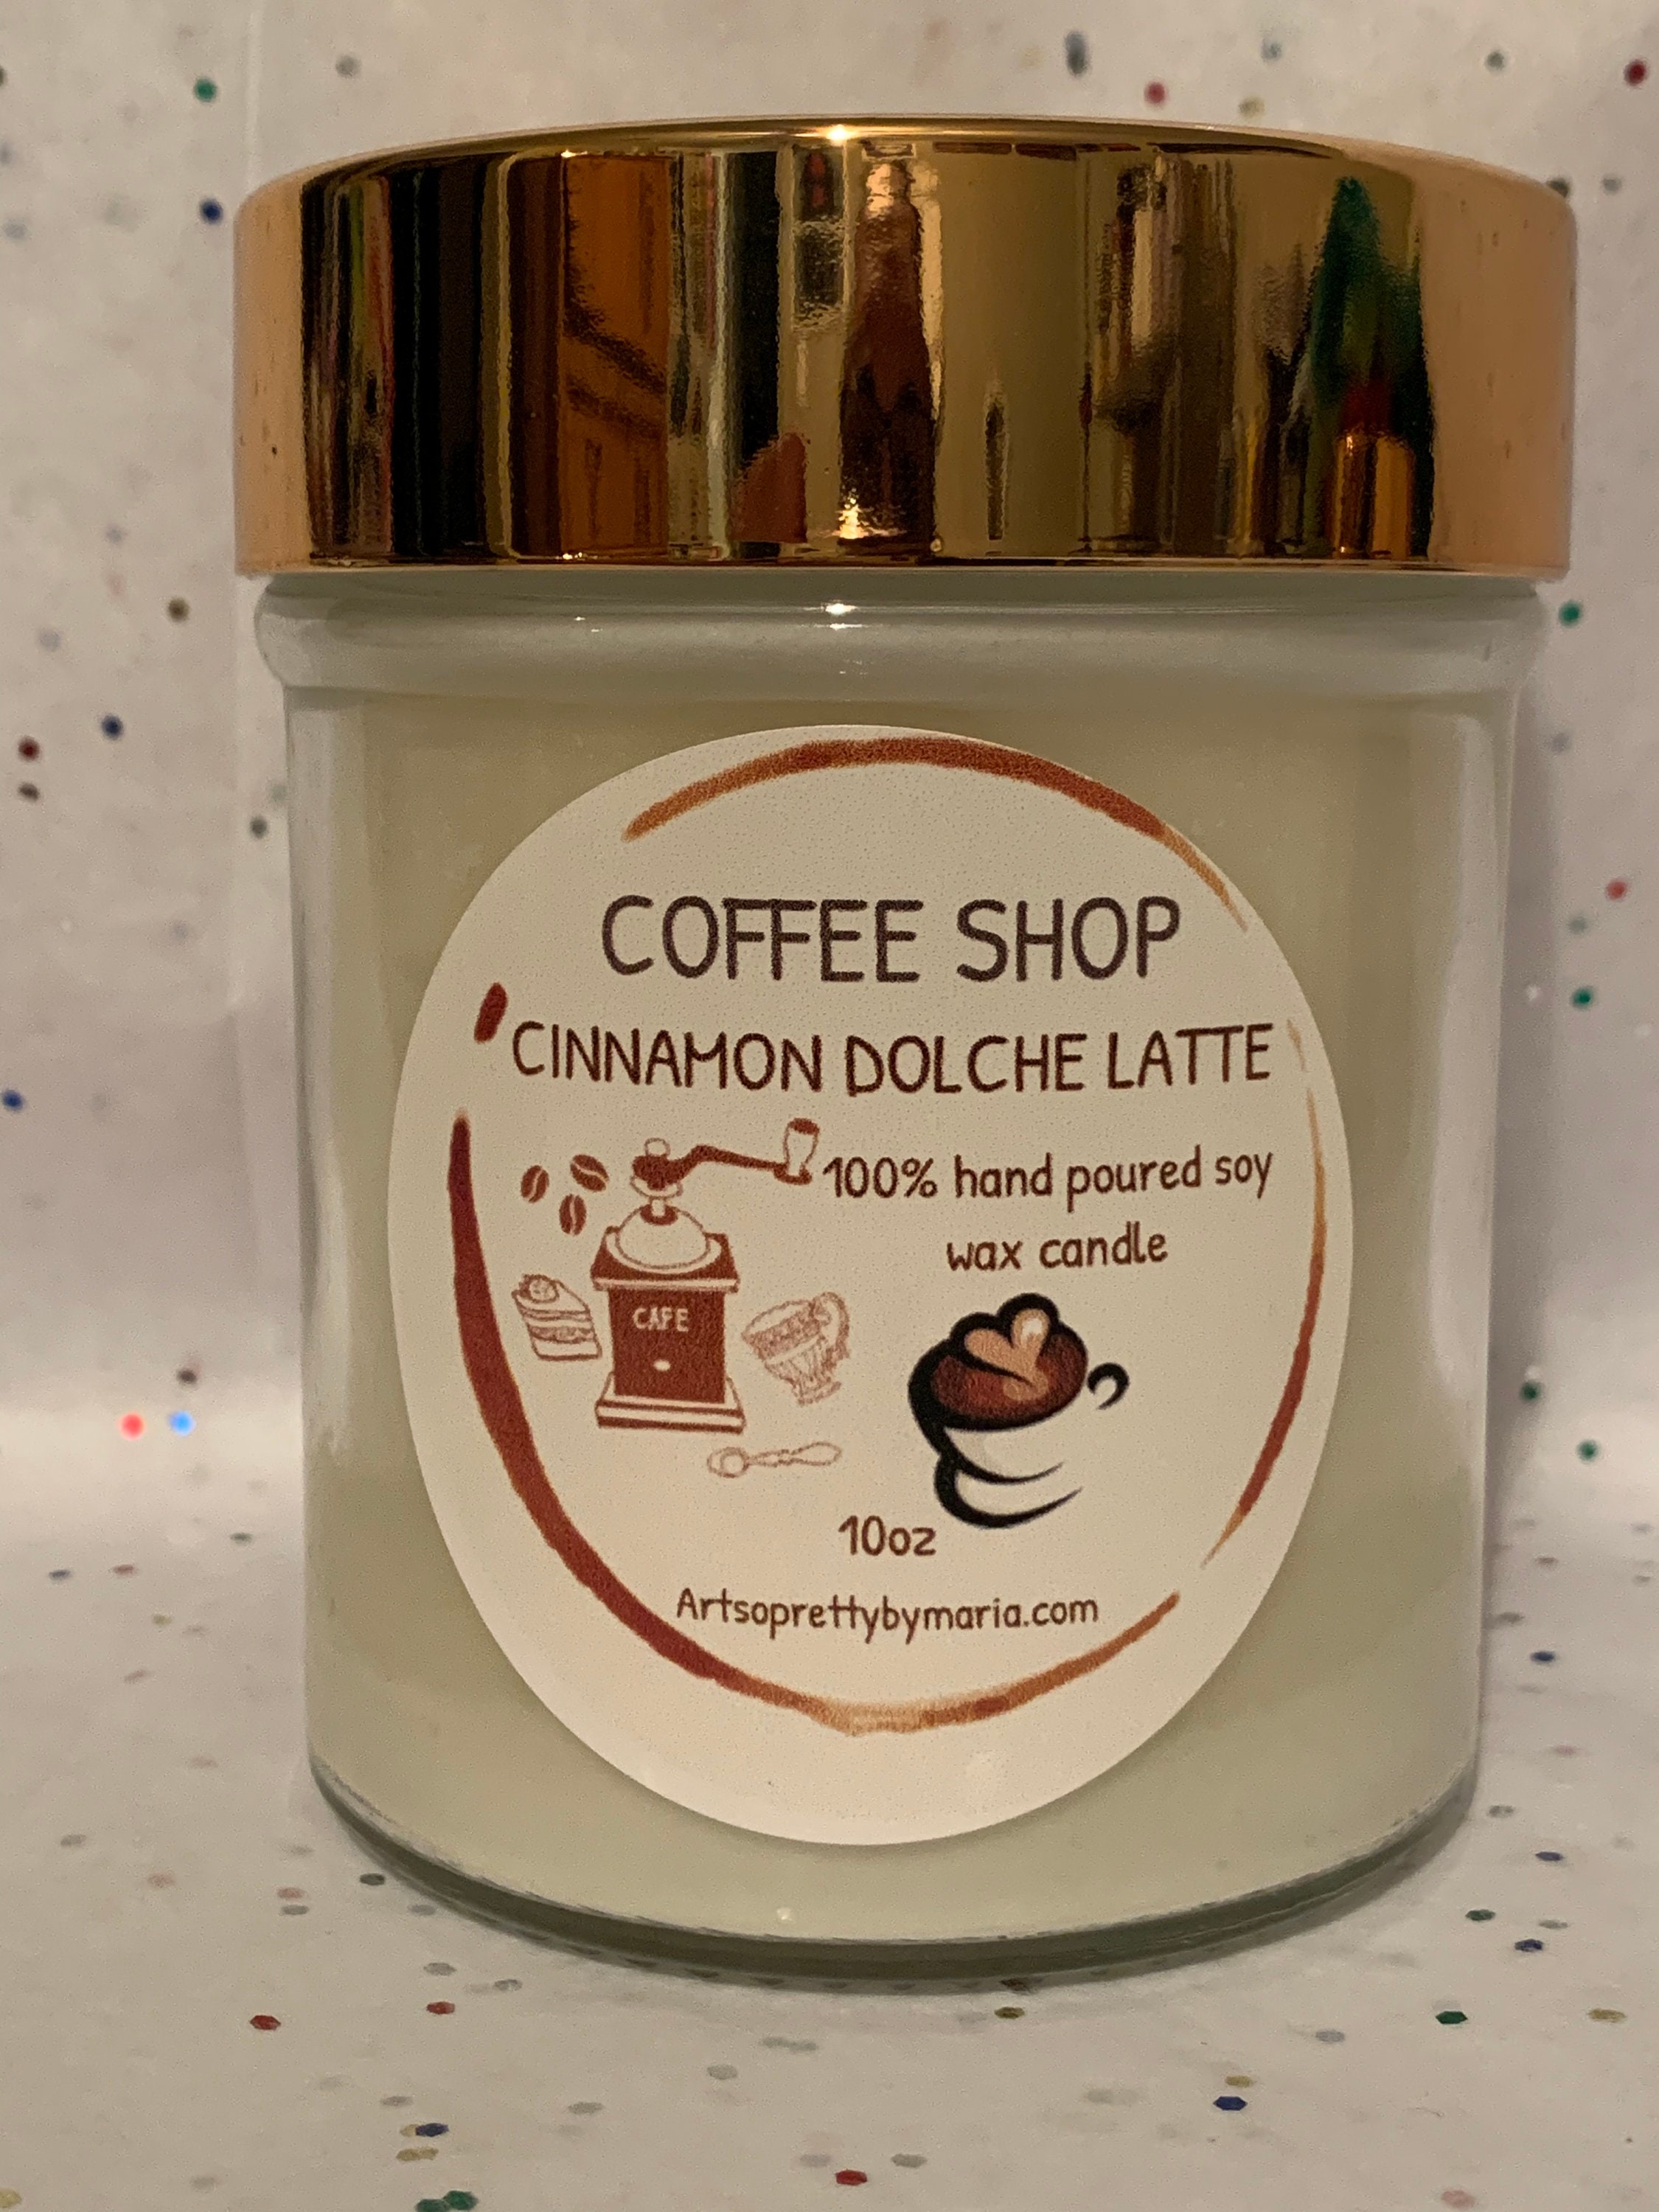 COFFEE SHOP
CINNAMON DOLCHE LATTE
100% hand poured soy
wax candle
CAFE
10oz
Artsoprettybymaria.com